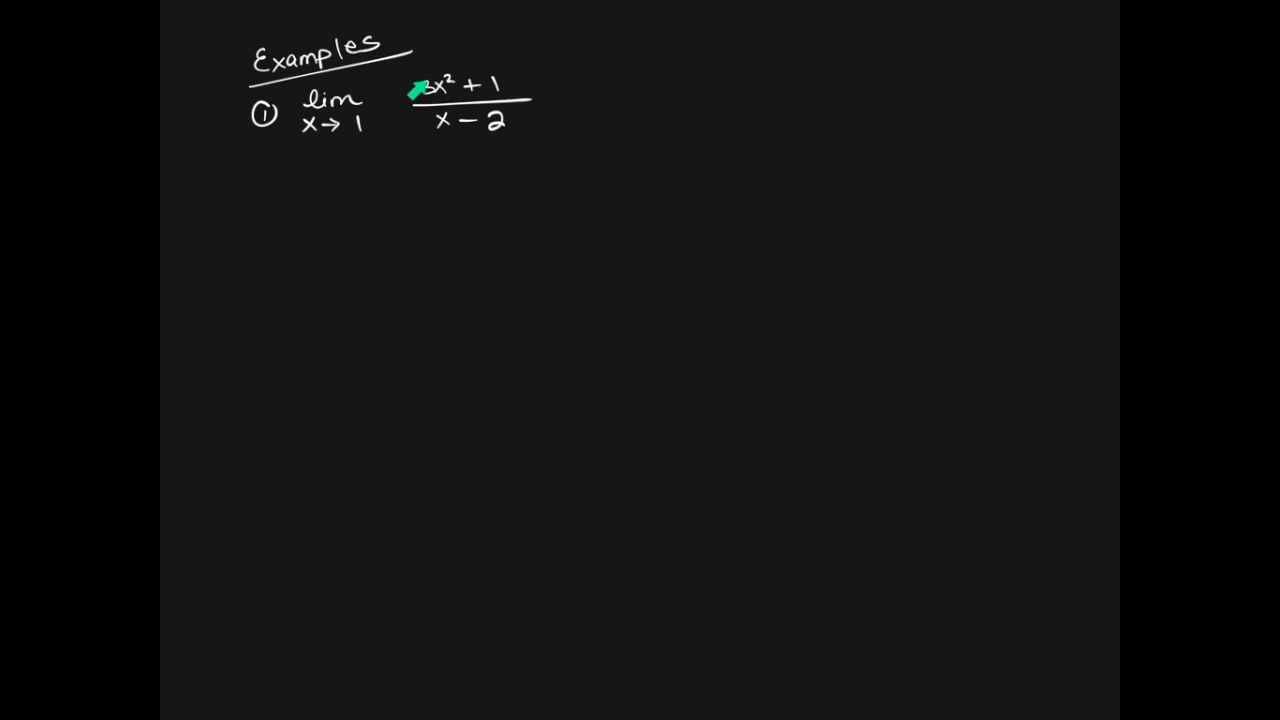 Examples
① lim x→1 3x² + 1 / x - 2